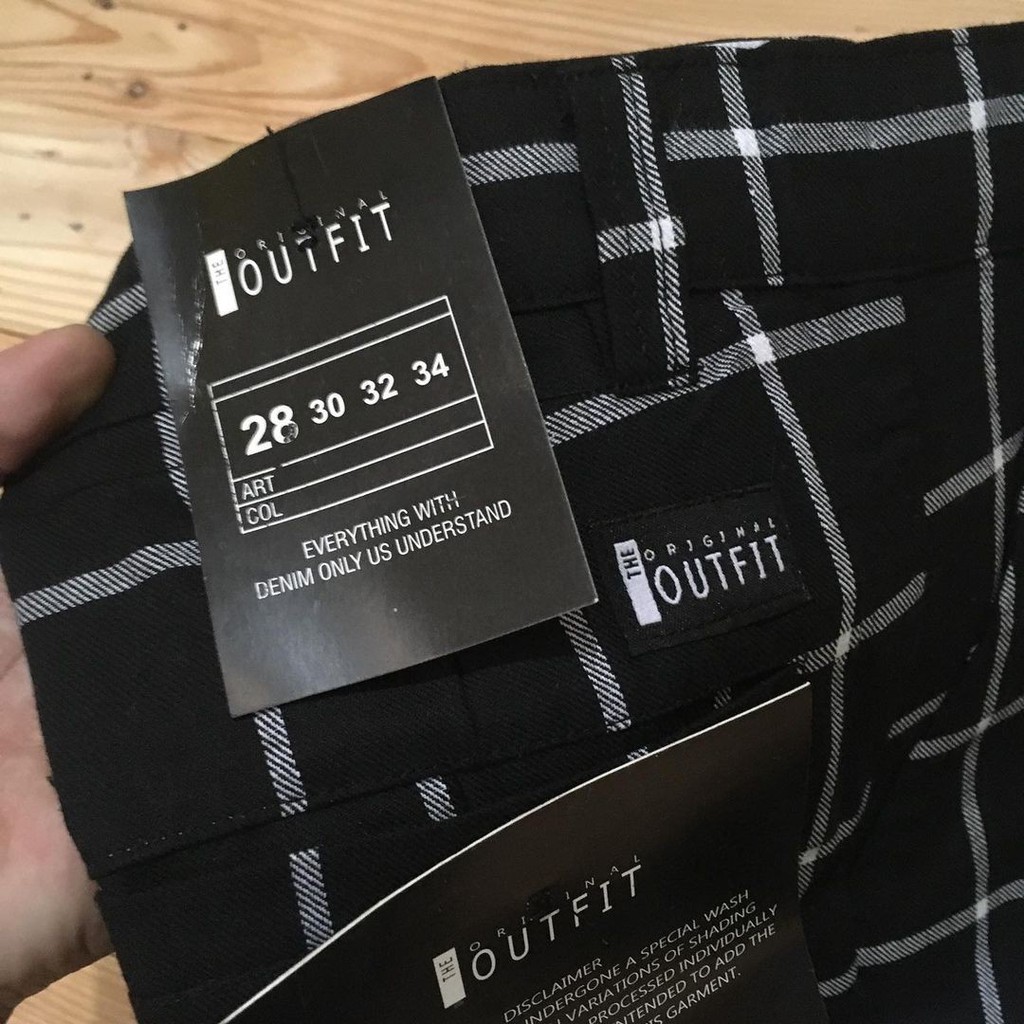 THE ORIGINAL
OUTFIT
28 30 32 34
ART
COL
EVERYTHING WITH
DENIM ONLY US UNDERSTAND
THE ORIGINAL
OUTFIT
THE ORIGINAL
OUTFIT
DISCLAIMER
UNDERGONE A SPECIAL WASH
VARIATIONS OF SHADING
PROCESSED INDIVIDUALLY
INTENDED TO ADD THE
GARMENT.